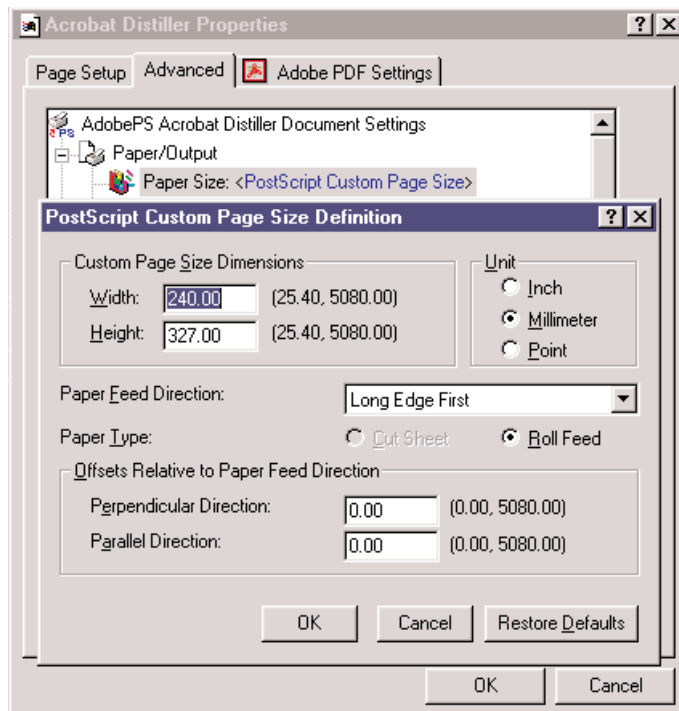 Acrobat Distiller Properties
Page Setup Advanced Adobe PDF Settings
PS AdobePS Acrobat Distiller Document Settings
Paper/Output
Paper Size: <PostScript Custom Page Size>
PostScript Custom Page Size Definition
Custom Page Size Dimensions
Width: 240.00 (25.40, 5080.00)
Height: 327.00 (25.40, 5080.00)
Unit
Inch
Millimeter
Point
Paper Feed Direction: Long Edge First
Paper Type: Cut Sheet Roll Feed
Offsets Relative to Paper Feed Direction
Perpendicular Direction: 0.00 (0.00, 5080.00)
Parallel Direction: 0.00 (0.00, 5080.00)
OK Cancel Restore Defaults
OK Cancel